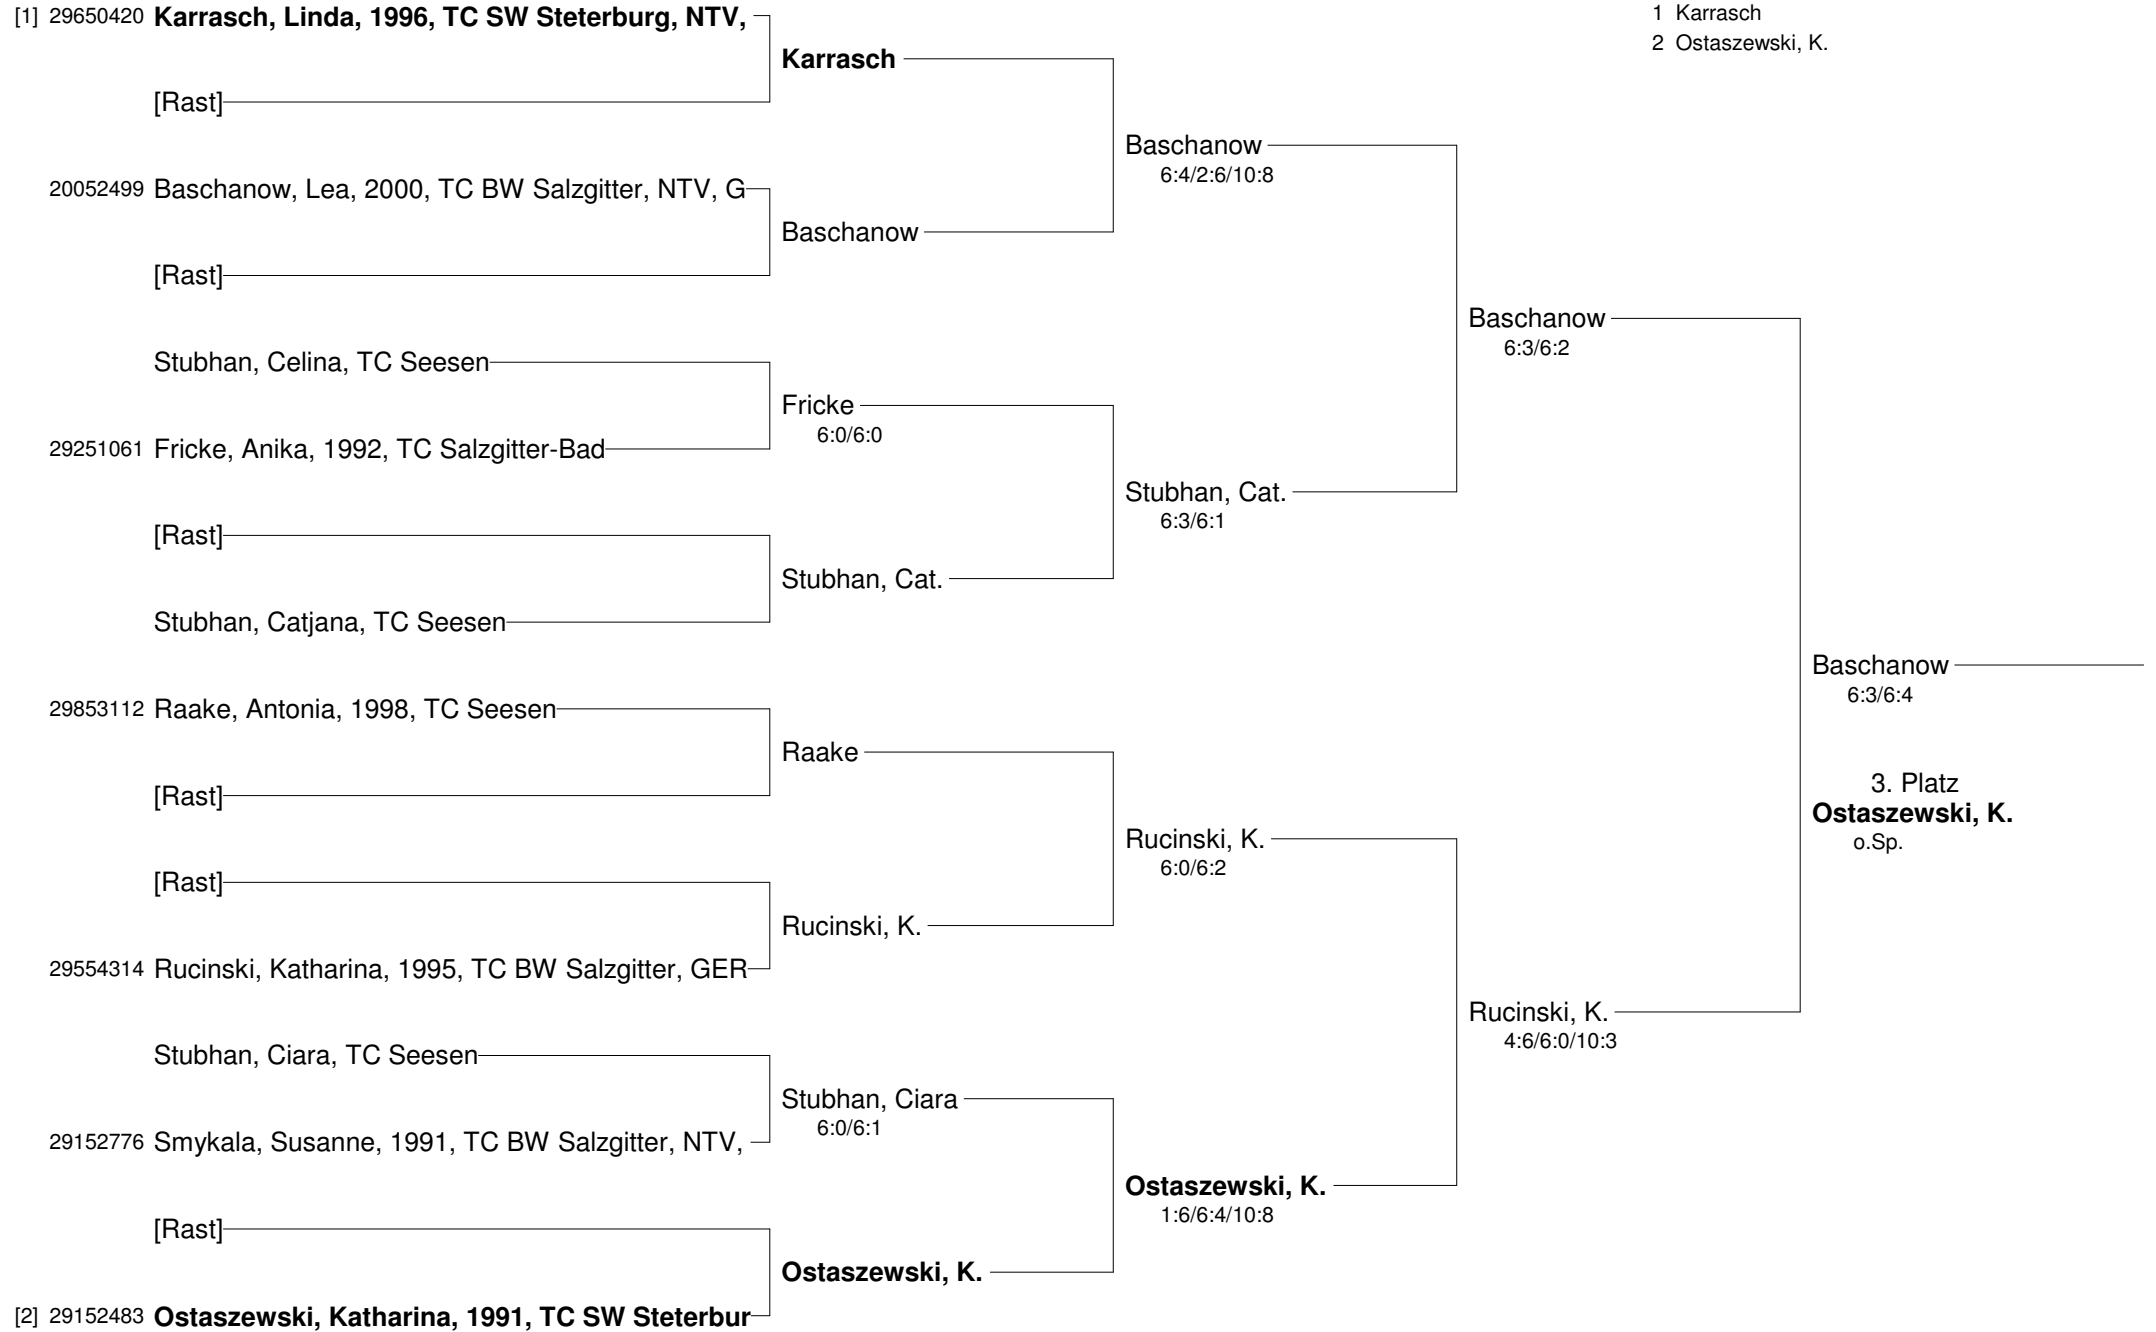 [1] 29650420 Karrasch, Linda, 1996, TC SW Steterburg, NTV,
[Rast]
20052499 Baschanow, Lea, 2000, TC BW Salzgitter, NTV, G
[Rast]
Stubhan, Celina, TC Seesen
29251061 Fricke, Anika, 1992, TC Salzgitter-Bad
[Rast]
Stubhan, Catjana, TC Seesen
29853112 Raake, Antonia, 1998, TC Seesen
[Rast]
[Rast]
29554314 Rucinski, Katharina, 1995, TC BW Salzgitter, GER
Stubhan, Ciara, TC Seesen
29152776 Smykala, Susanne, 1991, TC BW Salzgitter, NTV,
[Rast]
[2] 29152483 Ostaszewski, Katharina, 1991, TC SW Steterbur
Karrasch
Baschanow
Fricke
6:0/6:0
Stubhan, Cat.
Raake
Rucinski, K.
Stubhan, Ciara
6:0/6:1
Ostaszewski, K.
Baschanow
6:4/2:6/10:8
Stubhan, Cat.
6:3/6:1
Rucinski, K.
6:0/6:2
Ostaszewski, K.
1:6/6:4/10:8
Baschanow
6:3/6:2
Rucinski, K.
4:6/6:0/10:3
1 Karrasch
2 Ostaszewski, K.
Baschanow
6:3/6:4
3. Platz
Ostaszewski, K.
o.Sp.